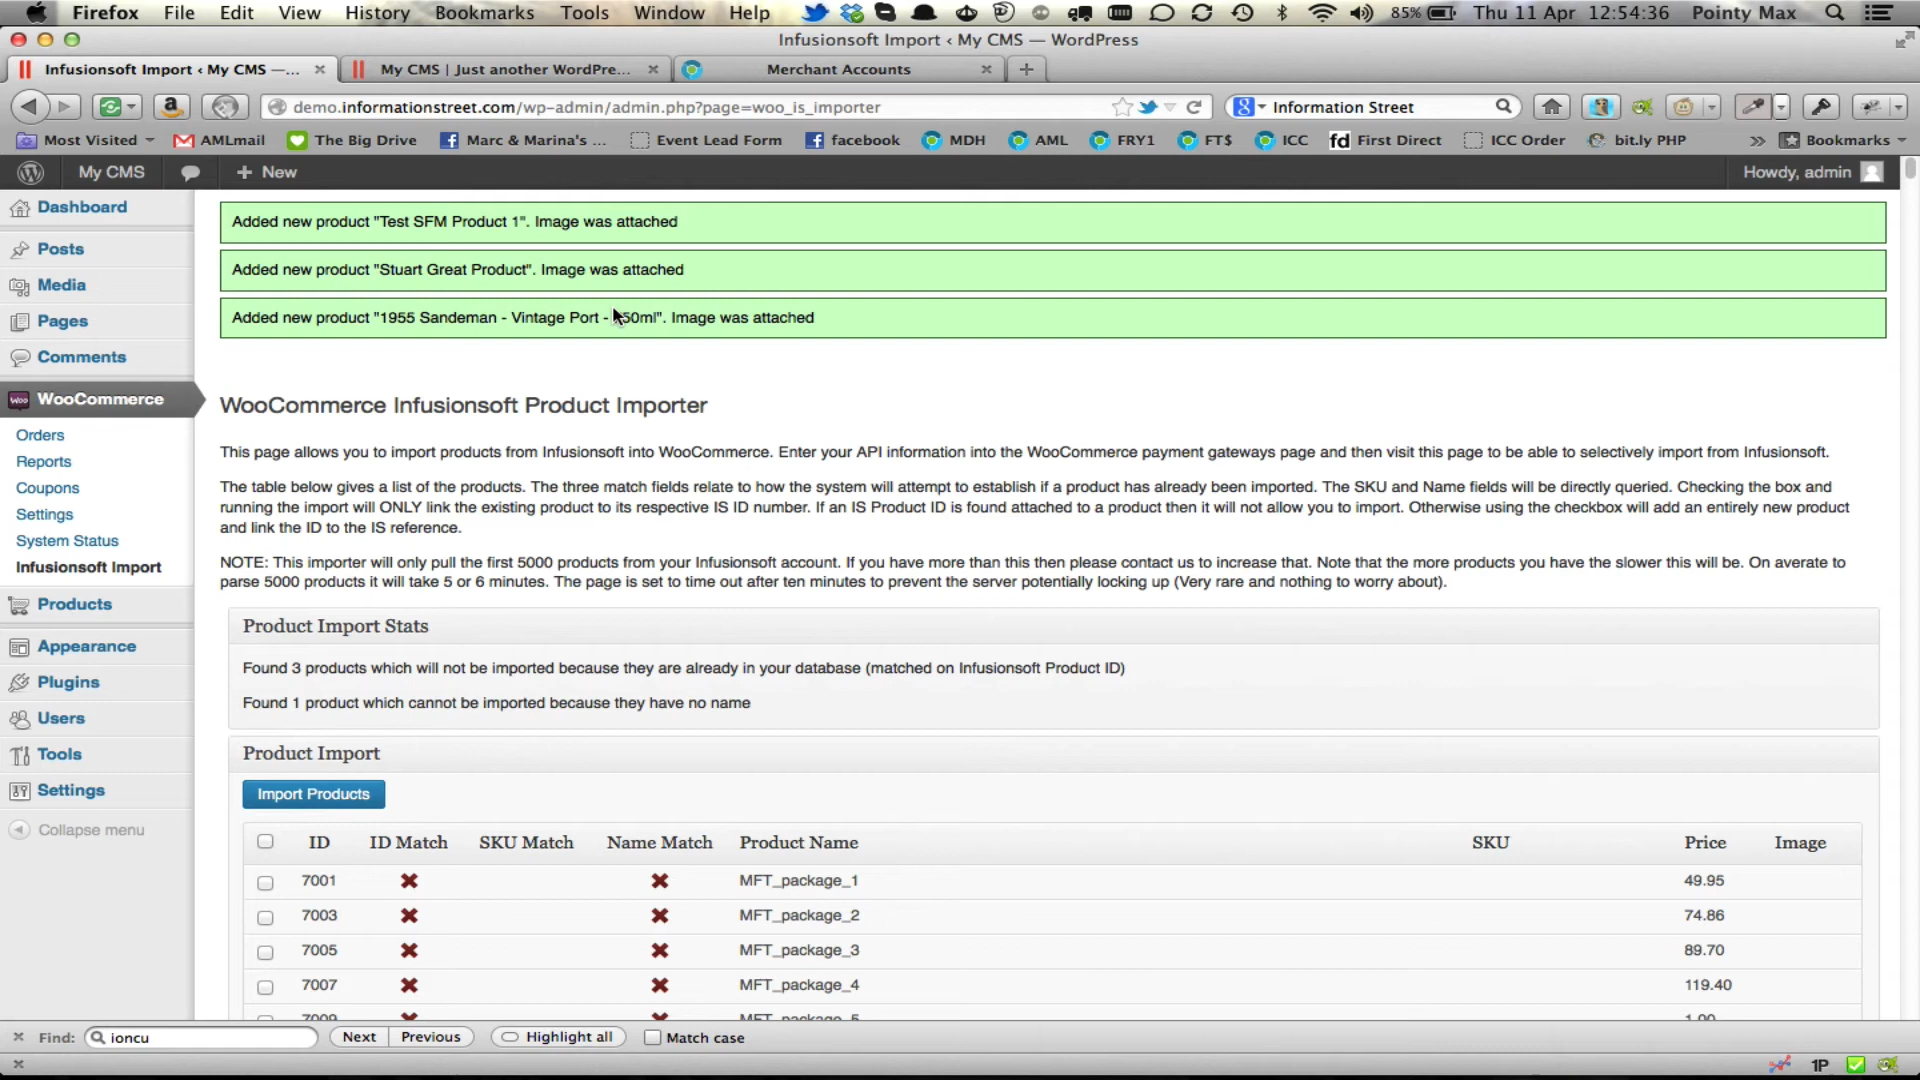 Firefox File Edit View History Bookmarks Tools Window Help 85% Thu 11 Apr 12:54:36 Pointy Max
Infusionsoft Import ‹ My CMS — WordPress
Infusionsoft Import ‹ My CMS —... My CMS | Just another WordPre... Merchant Accounts
demo.informationstreet.com/wp-admin/admin.php?page=woo_is_importer Information Street
Most Visited AMLmail The Big Drive Marc & Marina's ... Event Lead Form facebook MDH AML FRY1 FT$ ICC fd First Direct ICC Order bit.ly PHP » Bookmarks
My CMS + New Howdy, admin
Dashboard
Posts
Media
Pages
Comments
WooCommerce
Orders
Reports
Coupons
Settings
System Status
Infusionsoft Import
Products
Appearance
Plugins
Users
Tools
Settings
Collapse menu
Added new product "Test SFM Product 1". Image was attached
Added new product "Stuart Great Product". Image was attached
Added new product "1955 Sandeman - Vintage Port - 50ml". Image was attached
WooCommerce Infusionsoft Product Importer
This page allows you to import products from Infusionsoft into WooCommerce. Enter your API information into the WooCommerce payment gateways page and then visit this page to be able to selectively import from Infusionsoft.
The table below gives a list of the products. The three match fields relate to how the system will attempt to establish if a product has already been imported. The SKU and Name fields will be directly queried. Checking the box and
running the import will ONLY link the existing product to its respective IS ID number. If an IS Product ID is found attached to a product then it will not allow you to import. Otherwise using the checkbox will add an entirely new product
and link the ID to the IS reference.
NOTE: This importer will only pull the first 5000 products from your Infusionsoft account. If you have more than this then please contact us to increase that. Note that the more products you have the slower this will be. On averate to
parse 5000 products it will take 5 or 6 minutes. The page is set to time out after ten minutes to prevent the server potentially locking up (Very rare and nothing to worry about).
Product Import Stats
Found 3 products which will not be imported because they are already in your database (matched on Infusionsoft Product ID)
Found 1 product which cannot be imported because they have no name
Product Import
Import Products
ID ID Match SKU Match Name Match Product Name SKU Price Image
7001 MFT_package_1 49.95
7003 MFT_package_2 74.86
7005 MFT_package_3 89.70
7007 MFT_package_4 119.40
7009 MFT_package_5 1.00
Find: ioncu Next Previous Highlight all Match case
1P